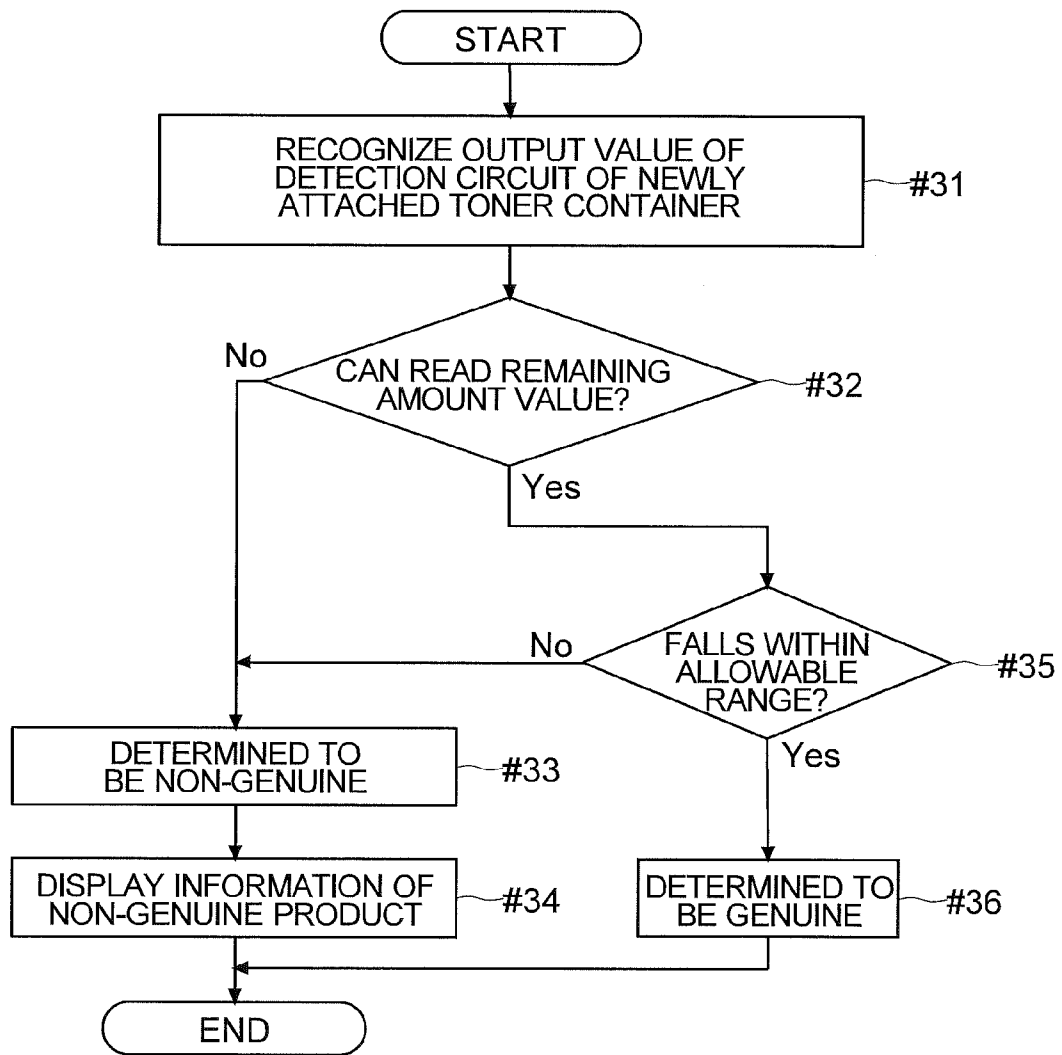 START
RECOGNIZE OUTPUT VALUE OF
DETECTION CIRCUIT OF NEWLY
ATTACHED TONER CONTAINER
#31
No
CAN READ REMAINING
AMOUNT VALUE?
#32
Yes
No
FALLS WITHIN
ALLOWABLE
RANGE?
#35
Yes
DETERMINED TO
BE NON-GENUINE
#33
DISPLAY INFORMATION OF
NON-GENUINE PRODUCT
#34
DETERMINED TO
BE GENUINE
#36
END